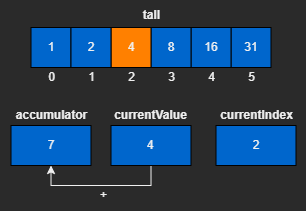 tall
1 2 4 8 16 31
0 1 2 3 4 5
accumulator currentValue currentIndex
7 4 2
+